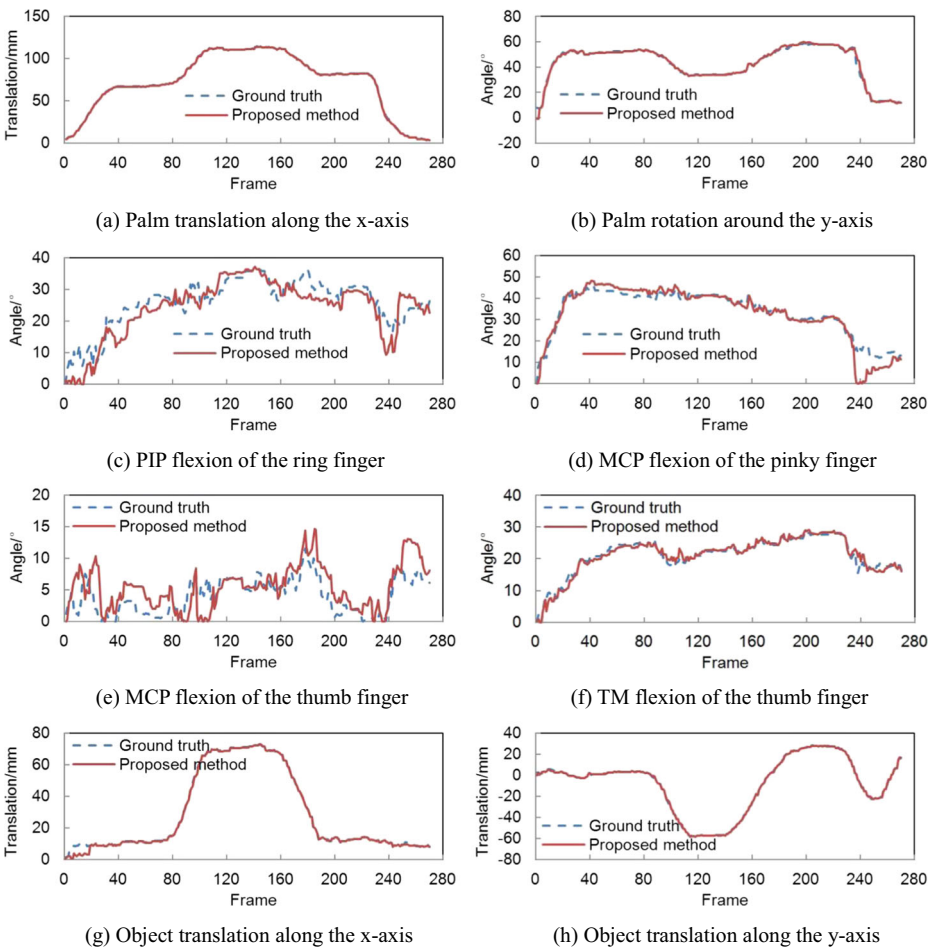 150
100
50
0
Translation/mm
Ground truth
Proposed method
0 40 80 120 160 200 240 280
Frame
(a) Palm translation along the x-axis
80
60
40
20
0
-20
Angle/°
Ground truth
Proposed method
0 40 80 120 160 200 240 280
Frame
(b) Palm rotation around the y-axis
40
30
20
10
0
Angle/°
Ground truth
Proposed method
0 40 80 120 160 200 240 280
Frame
(c) PIP flexion of the ring finger
60
50
40
30
20
10
0
Angle/°
Ground truth
Proposed method
0 40 80 120 160 200 240 280
Frame
(d) MCP flexion of the pinky finger
20
15
10
5
0
Angle/°
Ground truth
Proposed method
0 40 80 120 160 200 240 280
Frame
(e) MCP flexion of the thumb finger
40
30
20
10
0
Angle/°
Ground truth
Proposed method
0 40 80 120 160 200 240 280
Frame
(f) TM flexion of the thumb finger
80
60
40
20
0
Translation/mm
Ground truth
Proposed method
0 40 80 120 160 200 240 280
Frame
(g) Object translation along the x-axis
40
20
0
-20
-40
-60
-80
Translation/mm
Ground truth
Proposed method
0 40 80 120 160 200 240 280
Frame
(h) Object translation along the y-axis